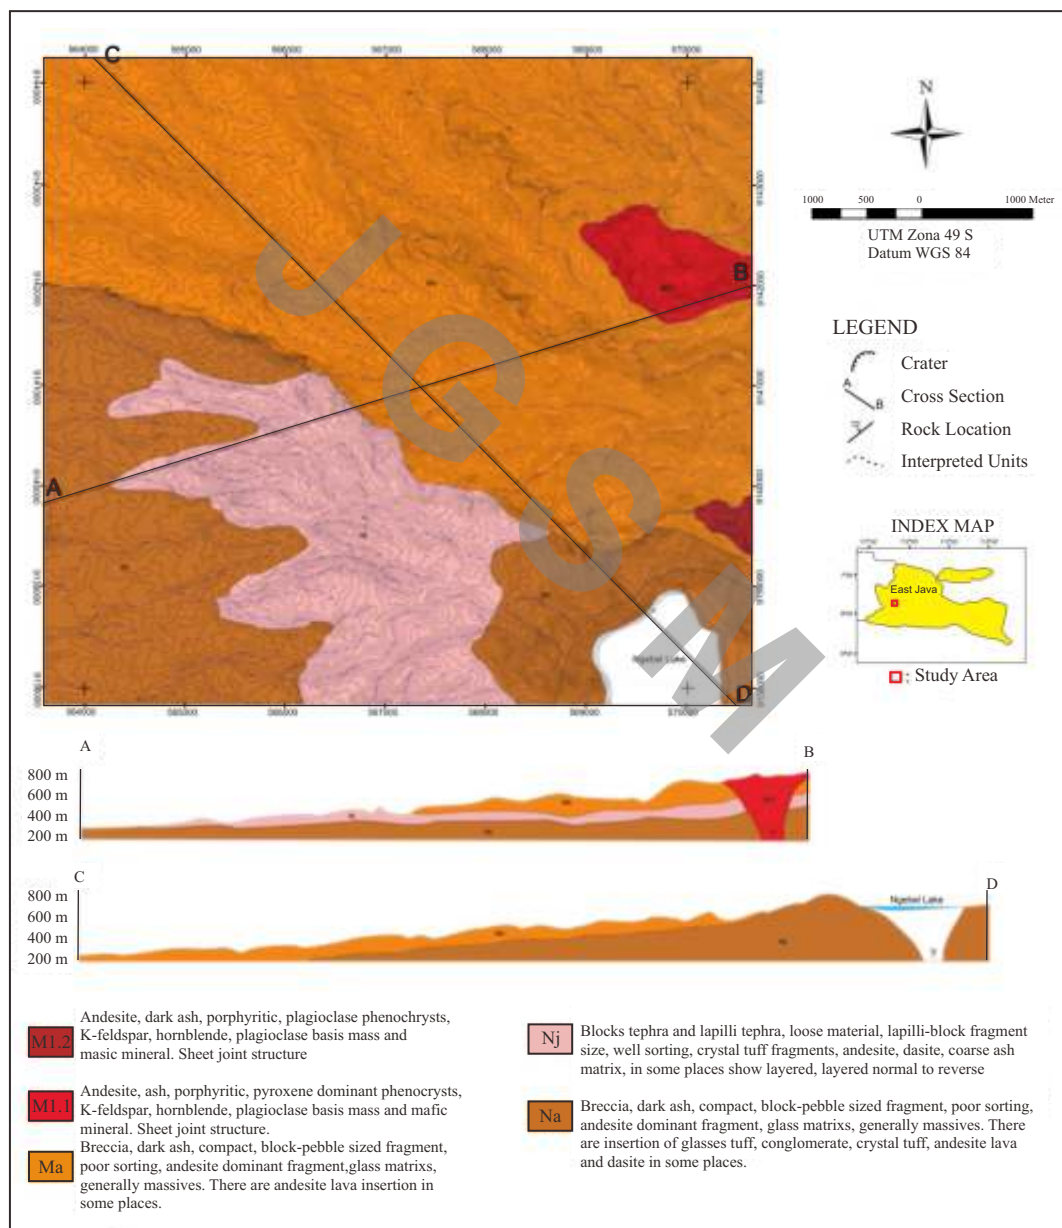 C
N
1000 500 0 1000 Meter
UTM Zona 49 S
Datum WGS 84
B
LEGEND
Crater
A
B
Cross Section
Rock Location
Interpreted Units
A
INDEX MAP
East Java
: Study Area
Ngebel Lake
D
JGSM
A
B
800 m
600 m
400 m
200 m
C
D
Ngebel Lake
800 m
600 m
400 m
200 m
?
M1.2
Andesite, dark ash, porphyritic, plagioclase phenochrysts,
K-feldspar, hornblende, plagioclase basis mass and
masic mineral. Sheet joint structure
M1.1
Andesite, ash, porphyritic, pyroxene dominant phenocrysts,
K-feldspar, hornblende, plagioclase basis mass and mafic
mineral. Sheet joint structure.
Ma
Breccia, dark ash, compact, block-pebble sized fragment,
poor sorting, andesite dominant fragment,glass matrixs,
generally massives. There are andesite lava insertion in
some places.
Nj
Blocks tephra and lapilli tephra, loose material, lapilli-block fragment
size, well sorting, crystal tuff fragments, andesite, dasite, coarse ash
matrix, in some places show layered, layered normal to reverse
Na
Breccia, dark ash, compact, block-pebble sized fragment, poor sorting,
andesite dominant fragment, glass matrixs, generally massives. There
are insertion of glasses tuff, conglomerate, crystal tuff, andesite lava
and dasite in some places.